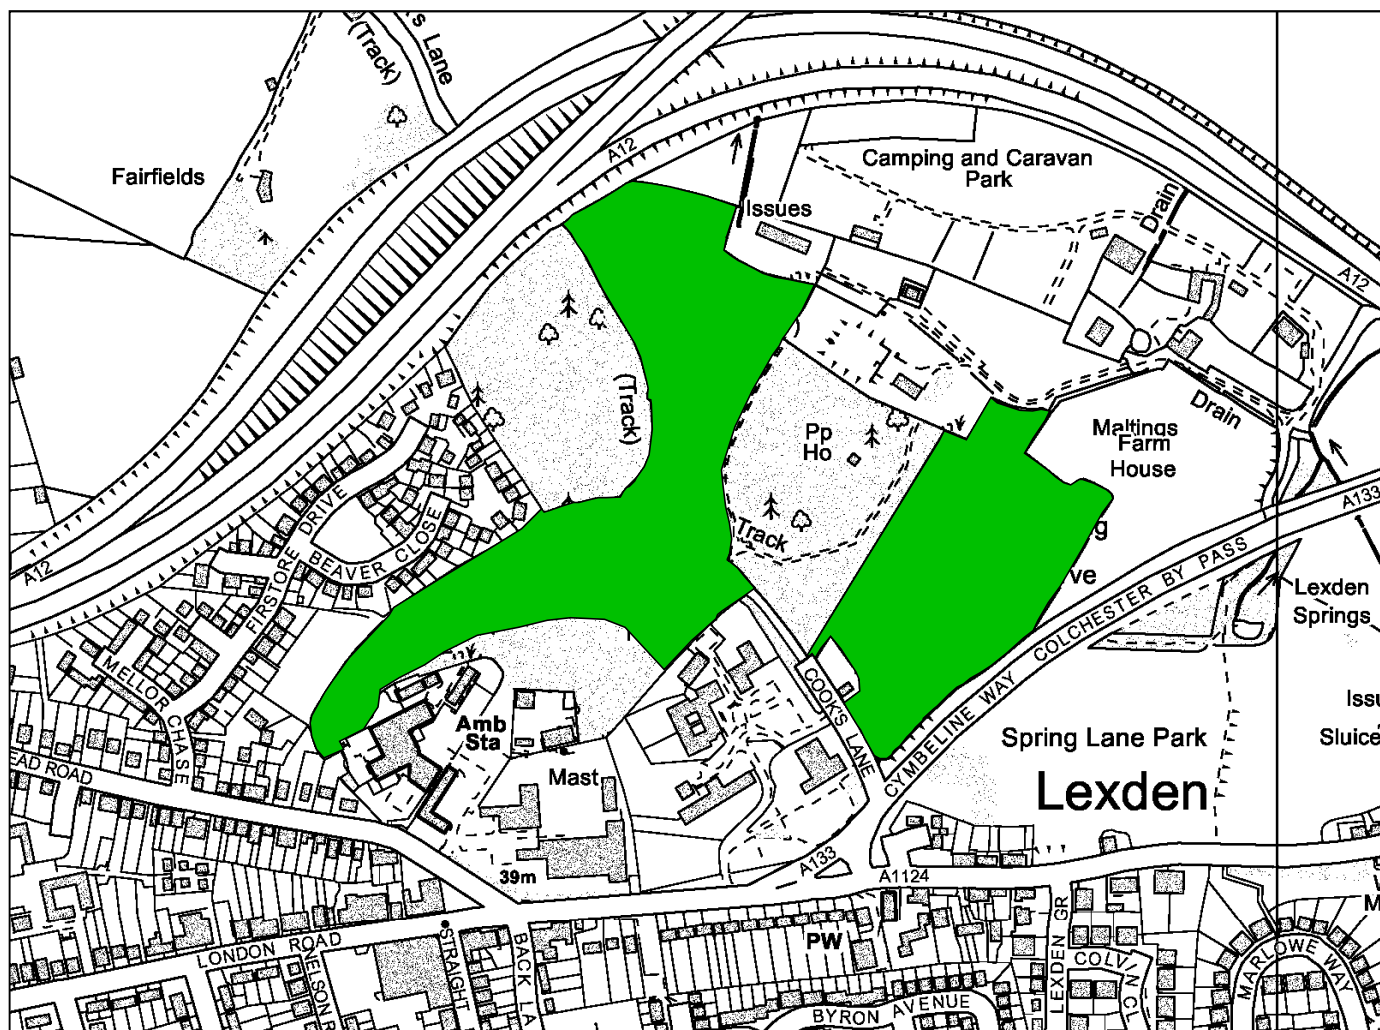 s Lane
(Track)
A12
Fairfields
Camping and Caravan
Park
Issues
Drain
A12
(Track)
Pp
Ho
Track
Maltings
Farm
House
Drain
A133
FIRSTORE DRIVE
BEAVER CLOSE
A12
g
ve
Lexden
Springs
CYMBELINE WAY COLCHESTER BY PASS
MELLOR CHASE
Amb
Sta
Mast
COOK'S LANE
Spring Lane Park
Lexden
Issu
Sluice
EAD ROAD
39m
A133
A1124
LONDON ROAD
NELSON R
STRAIGHT
BACK LA
PW
BYRON AVENUE
LEXDEN GR
COLVIN CL
MARLOWE WAY
W
M